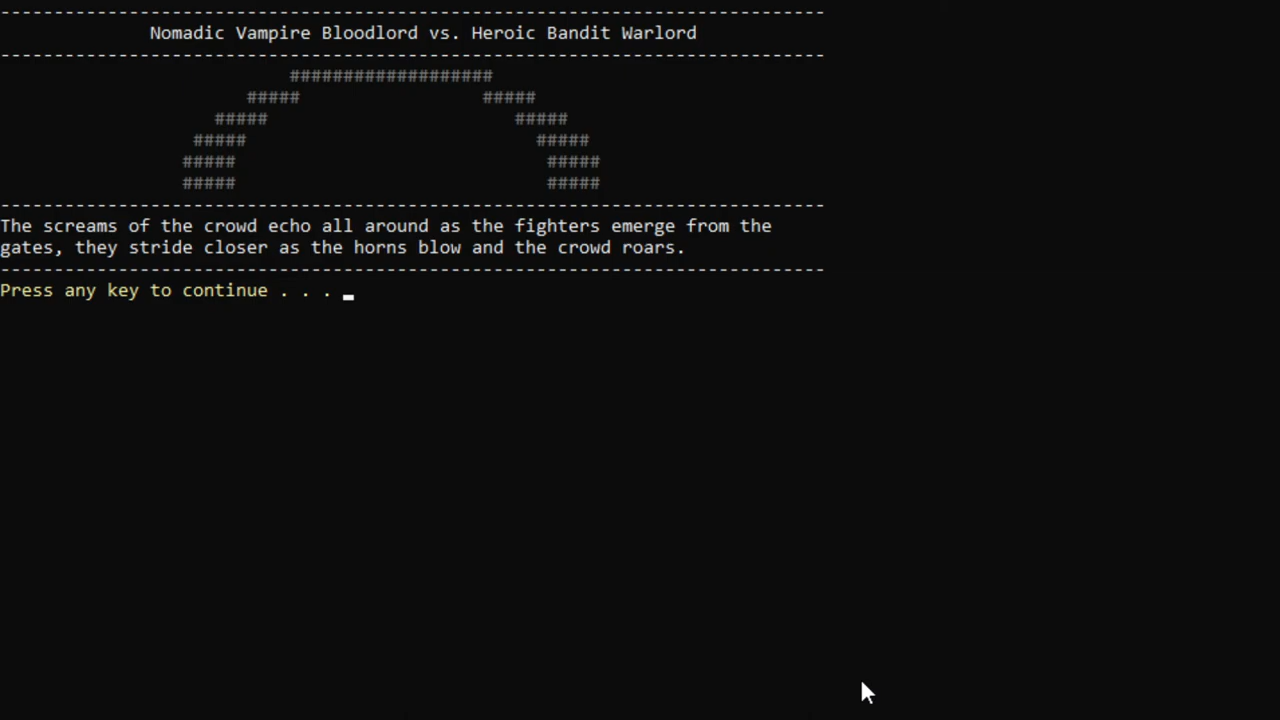 -----------------------------------------------------------------------------
Nomadic Vampire Bloodlord vs. Heroic Bandit Warlord
-----------------------------------------------------------------------------
###################
##### #####
##### #####
##### #####
##### #####
##### #####
-----------------------------------------------------------------------------
The screams of the crowd echo all around as the fighters emerge from the
gates, they stride closer as the horns blow and the crowd roars.
-----------------------------------------------------------------------------
Press any key to continue . . .